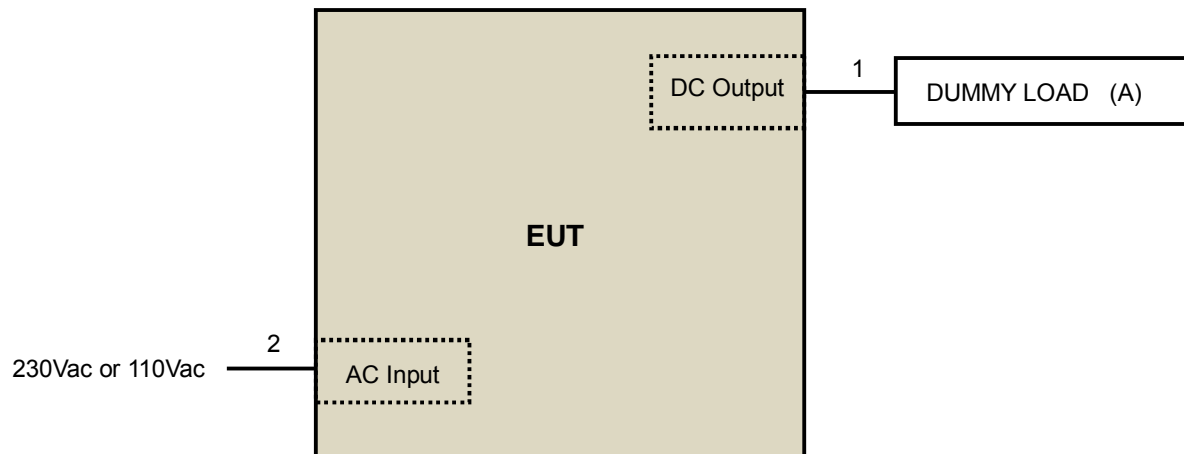 DC Output
1
DUMMY LOAD (A)
EUT
2
230Vac or 110Vac
AC Input